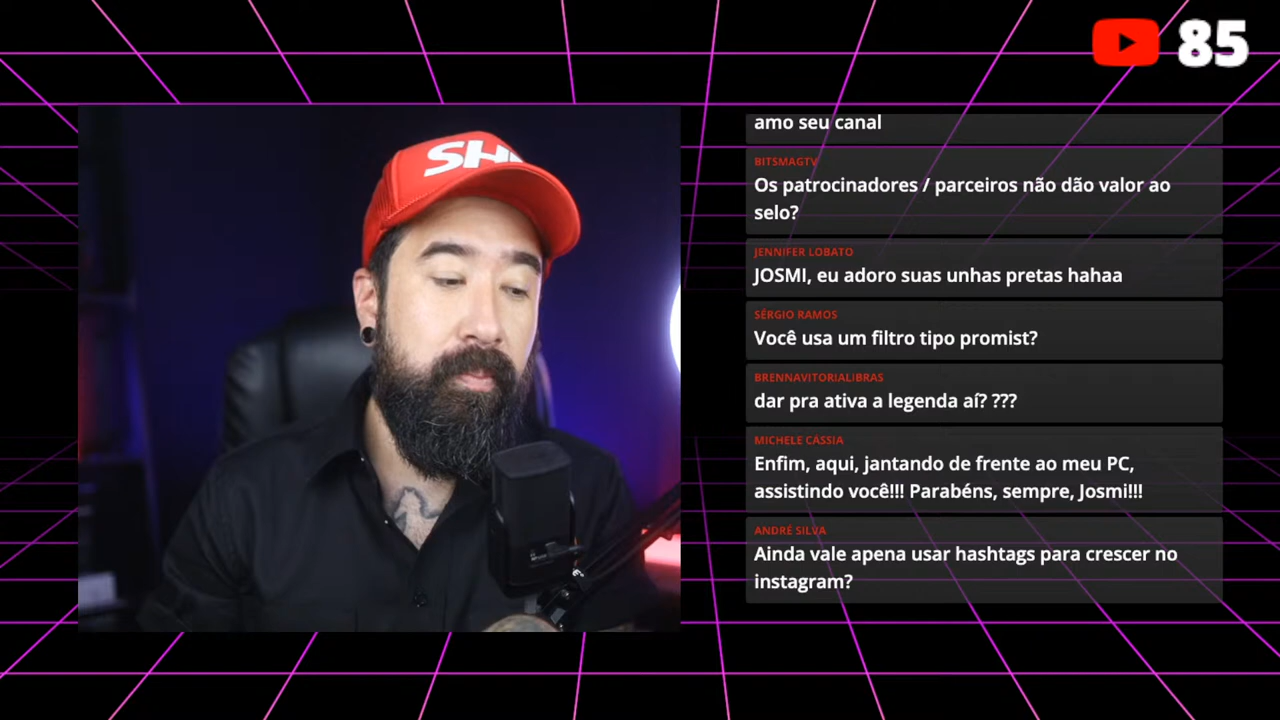 85
SH
amo seu canal
BITSMAGTV
Os patrocinadores / parceiros não dão valor ao
selo?
JENNIFER LOBATO
JOSMI, eu adoro suas unhas pretas hahaa
SÉRGIO RAMOS
Você usa um filtro tipo promist?
BRENNAVITORIALIBRAS
dar pra ativa a legenda aí? ???
MICHELE CÁSSIA
Enfim, aqui, jantando de frente ao meu PC,
assistindo você!!! Parabéns, sempre, Josmi!!!
ANDRÉ SILVA
Ainda vale apena usar hashtags para crescer no
instagram?